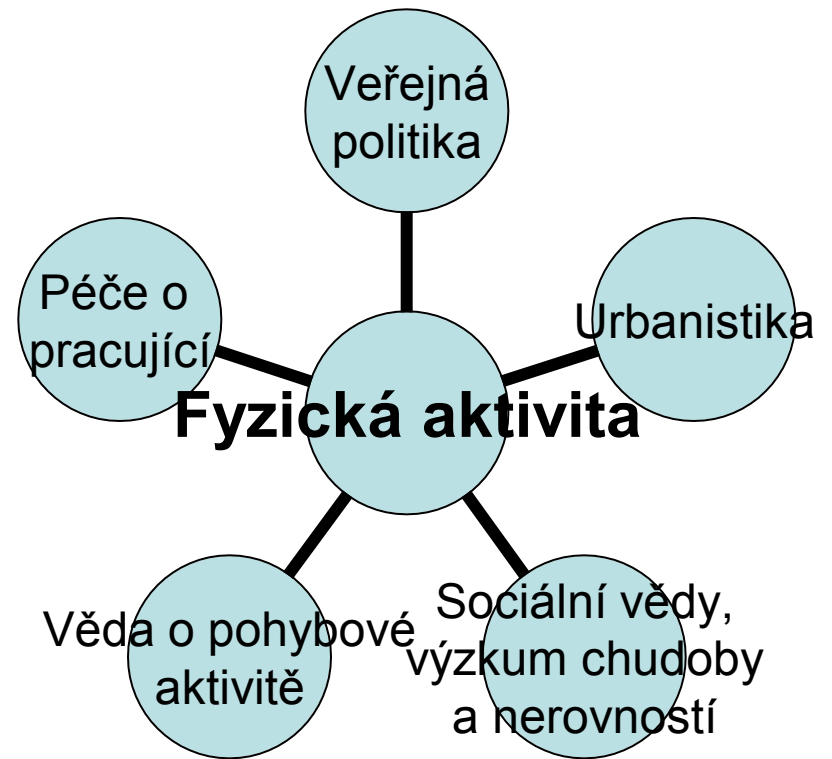 Veřejná
politika
Péče o
pracující
Urbanistika
Fyzická aktivita
Věda o pohybové
aktivitě
Sociální vědy,
výzkum chudoby
a nerovností